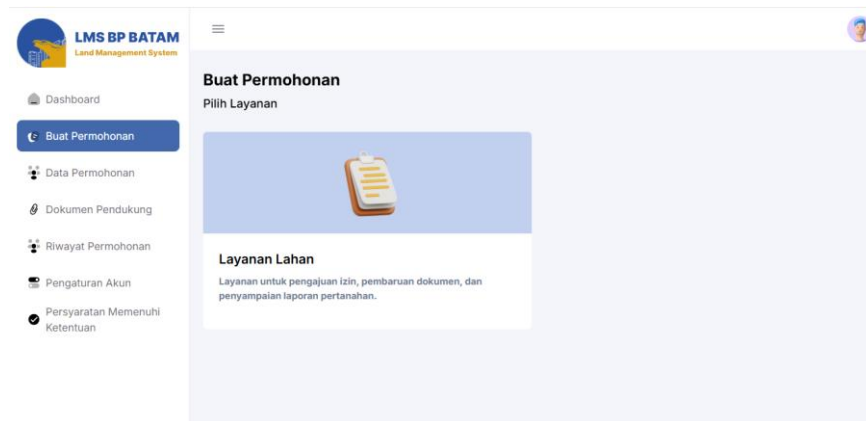 LMS BP BATAM
Land Management System
Dashboard
Buat Permohonan
Data Permohonan
Dokumen Pendukung
Riwayat Permohonan
Pengaturan Akun
Persyaratan Memenuhi
Ketentuan
Buat Permohonan
Pilih Layanan
Layanan Lahan
Layanan untuk pengajuan izin, pembaruan dokumen, dan
penyampaian laporan pertanahan.